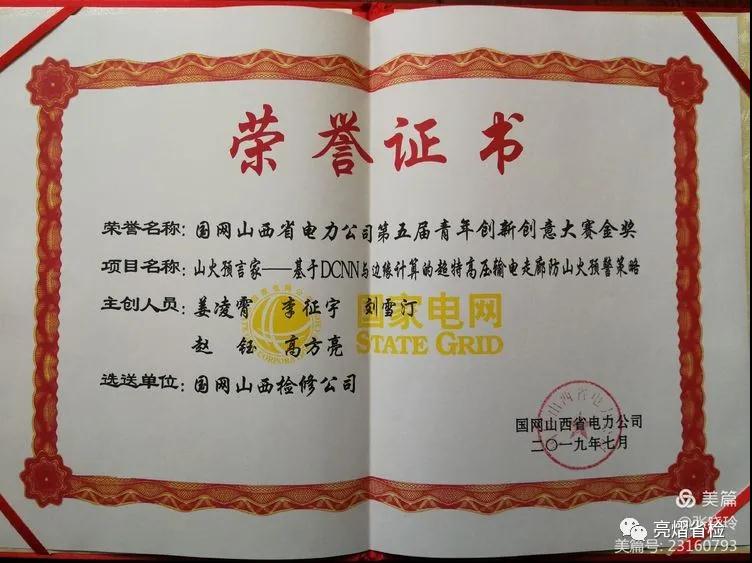 荣誉证书
荣誉名称：国网山西省电力公司第五届青年创新创意大赛金奖
项目名称：山火预言家——基于DCNN与边缘计算的超特高压输电走廊防山火预警策略
主创人员：姜凌霄 李征宇 刘雪汀
赵 钰 高方亮
国家电网
STATE GRID
选送单位：国网山西检修公司
国网山西省电力公司
二〇一九年七月
美篇
@张晓玲
亮熠省检
美篇号: 23160793